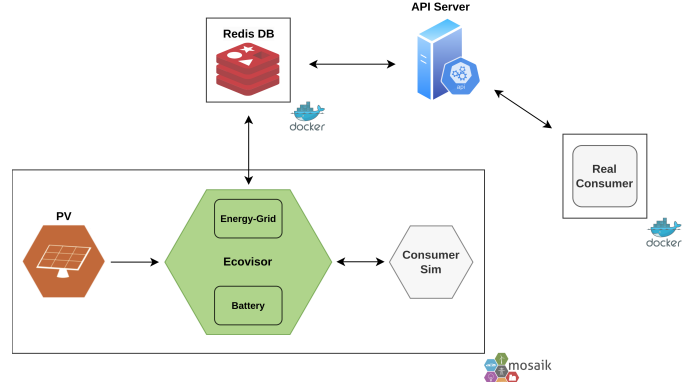 API Server
Redis DB
api
docker
Real
Consumer
docker
PV
Energy-Grid
Ecovisor
Battery
Consumer
Sim
mosaik